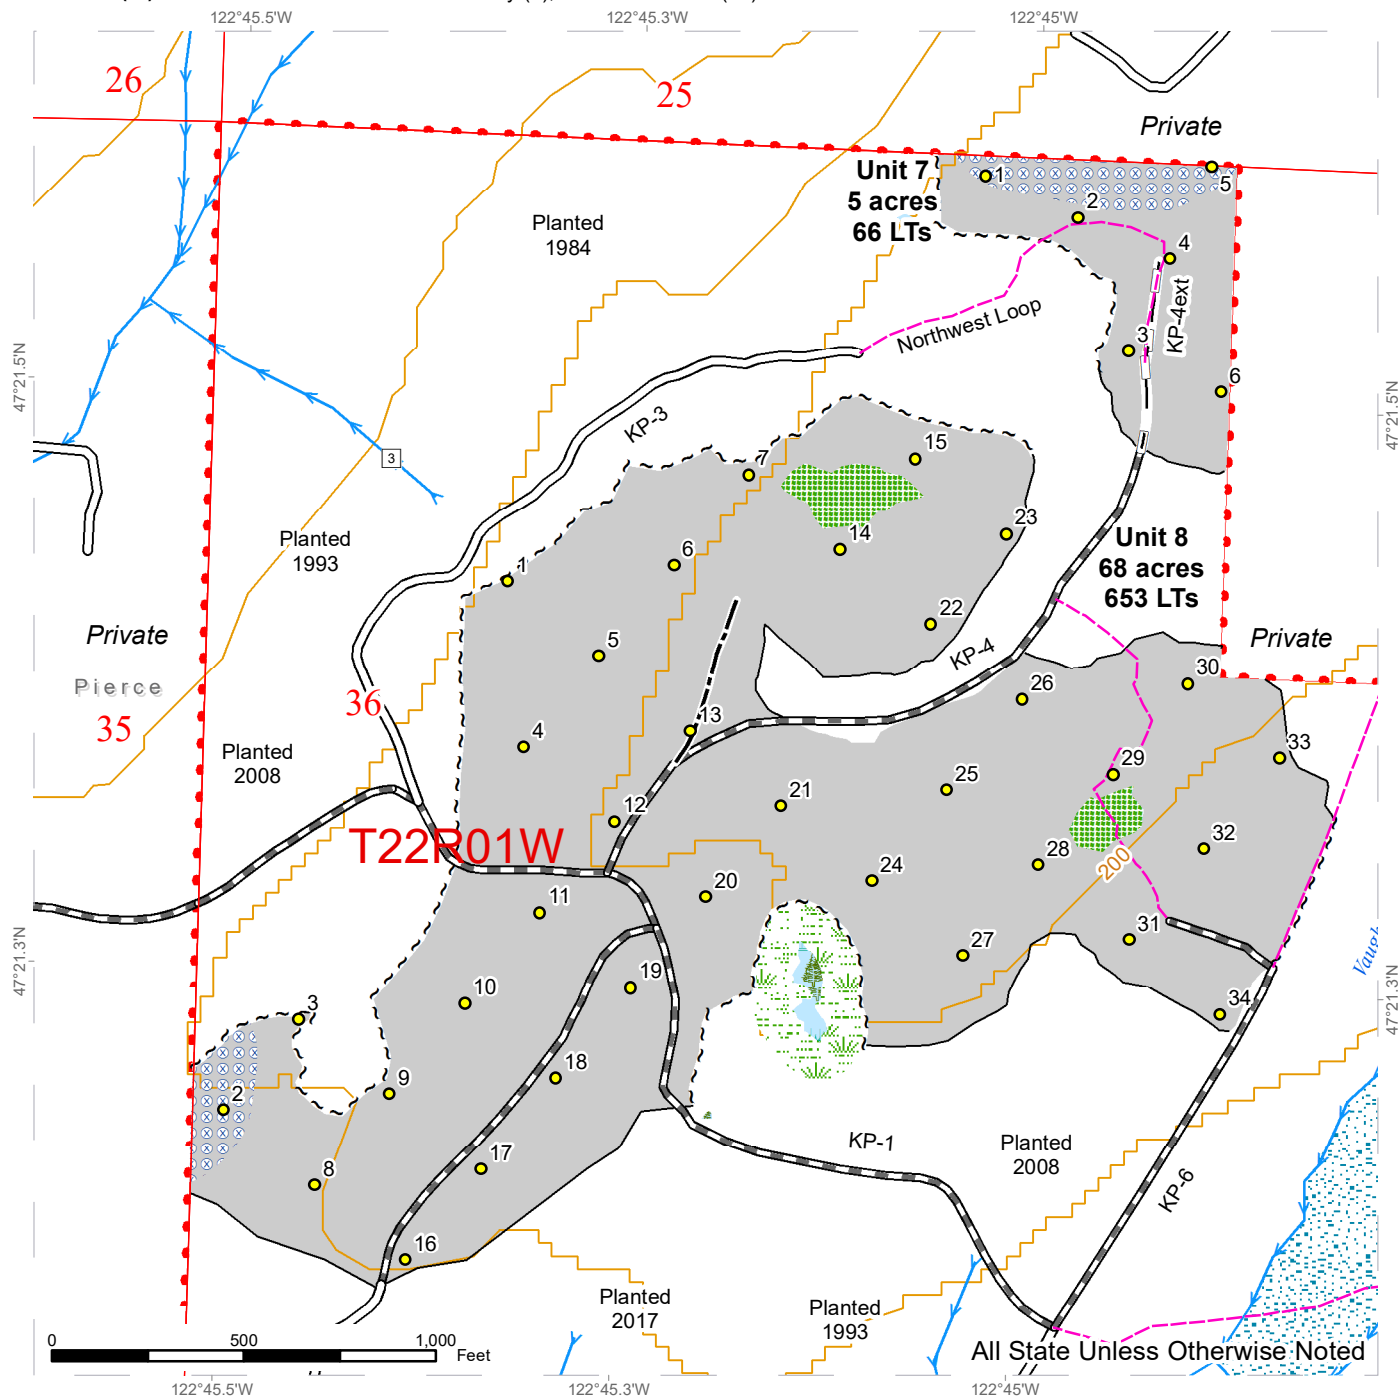 122°45.5'W
122°45.3'W
122°45'W
26
25
Private
Unit 7
5 acres
66 LTs
1
5
2
4
Planted
1984
KP-4ext
Northwest Loop
3
6
47°21.5'N
47°21.5'N
KP-3
15
7
3
23
14
Unit 8
68 acres
653 LTs
Planted
1993
6
1
22
Private
5
Private
KP-4
Pierce
30
26
36
35
13
4
Planted
2008
33
29
25
21
12
32
T22R01W
28
200
24
20
11
31
27
Vaugh
47°21.3'N
47°21.3'N
19
10
3
34
18
9
2
KP-1
Planted
2008
17
8
KP-6
16
Planted
2017
Planted
1993
0
500
1,000
Feet
All State Unless Otherwise Noted
122°45.5'W
122°45.3'W
122°45'W